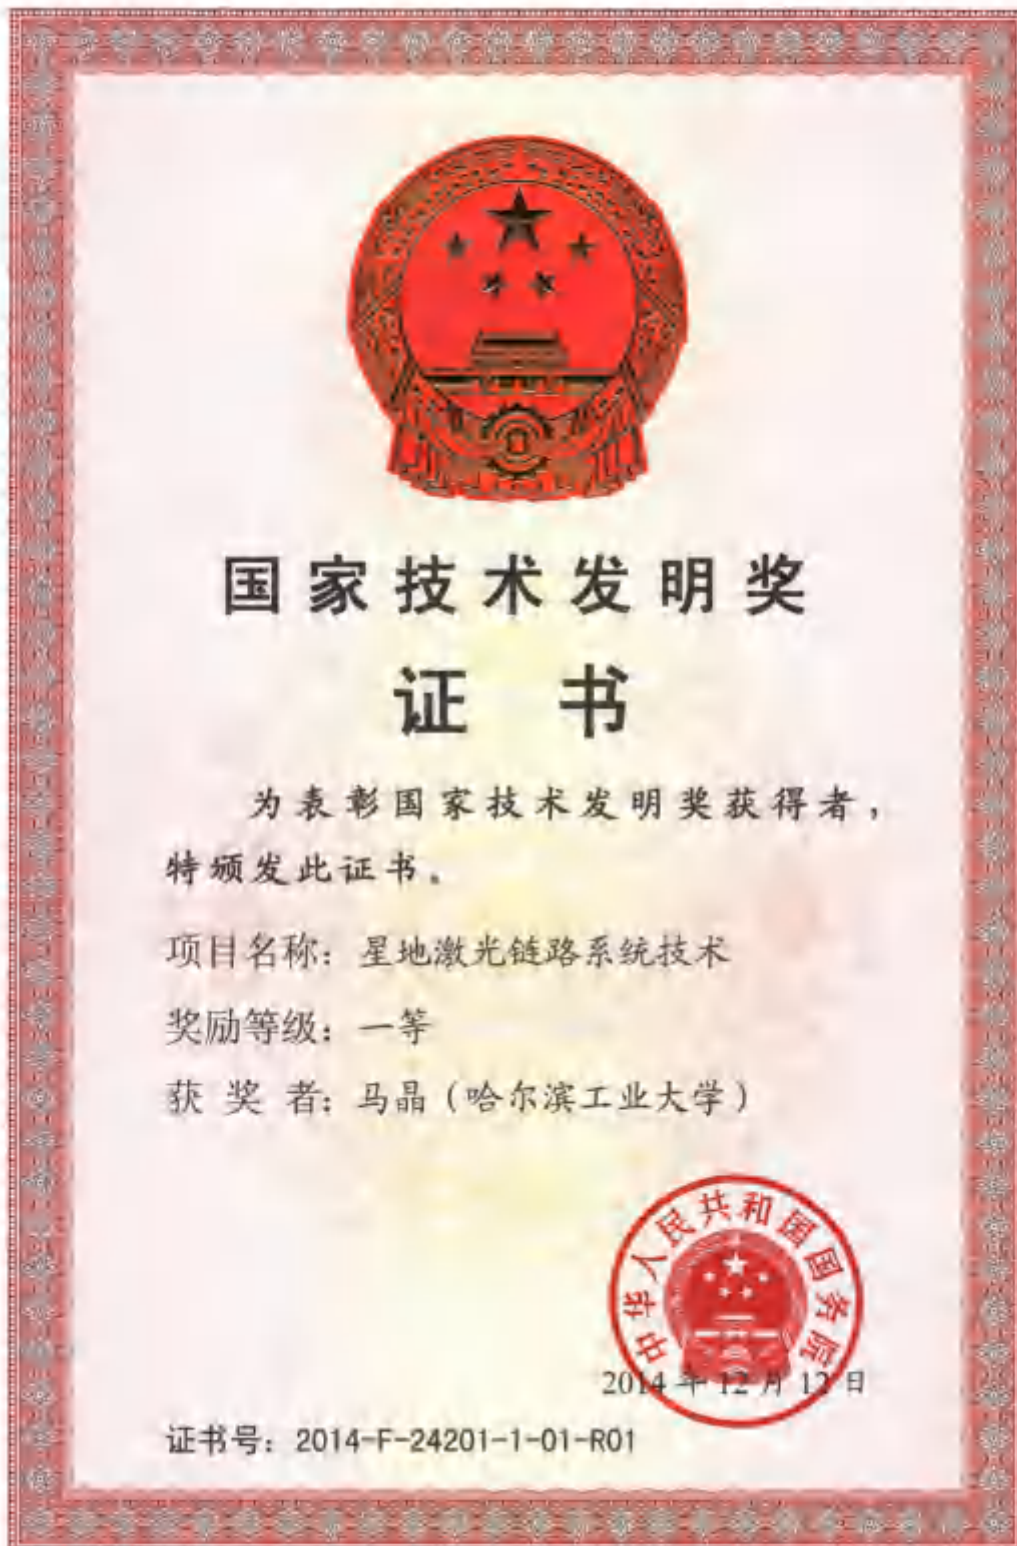 国家技术发明奖
证 书
为表彰国家技术发明奖获得者，
特颁发此证书。
项目名称：星地激光链路系统技术
奖励等级：一等
获 奖 者：马晶（哈尔滨工业大学）
中华人民共和国国务院
2014年12月12日
证书号：2014-F-24201-1-01-R01